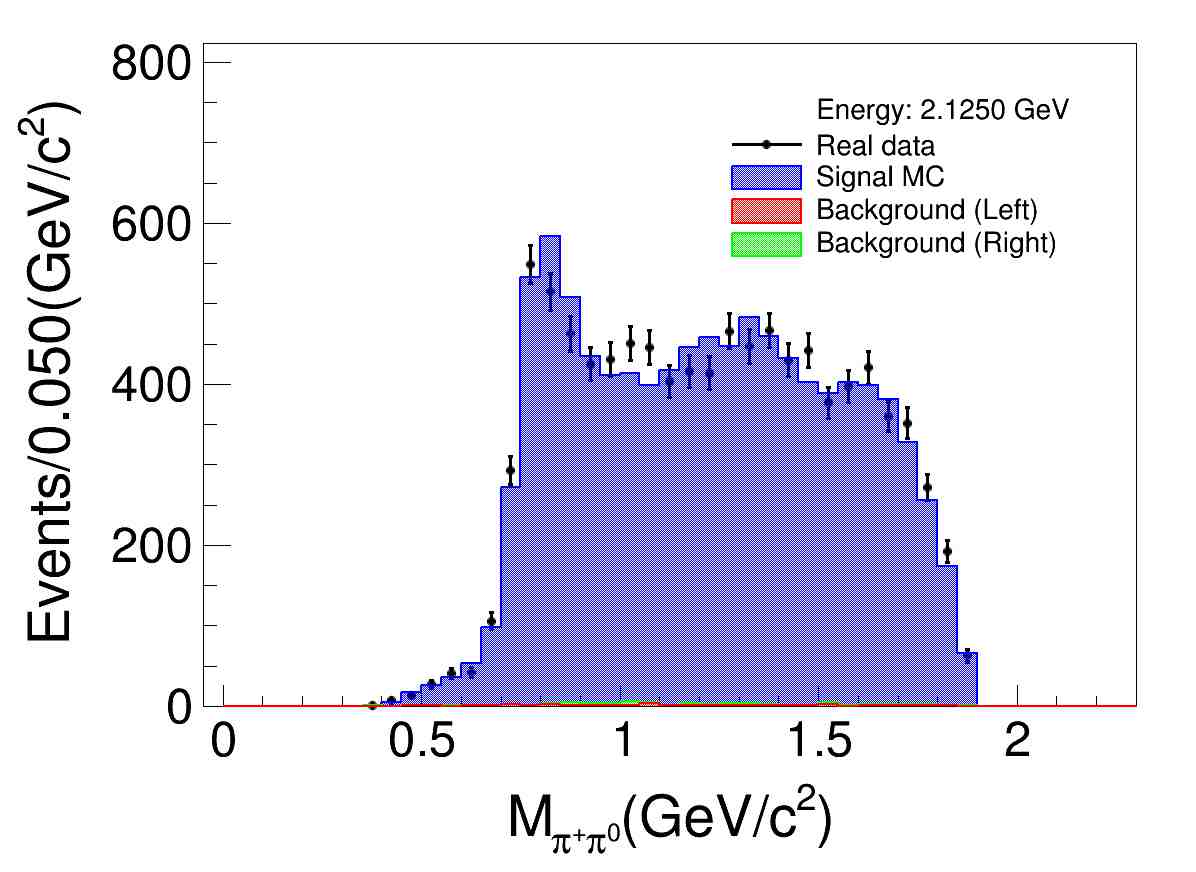 Events/0.050(GeV/c²)
800
600
400
200
0
Energy: 2.1250 GeV
Real data
Signal MC
Background (Left)
Background (Right)
0 0.5 1 1.5 2
M_π⁺π⁰(GeV/c²)